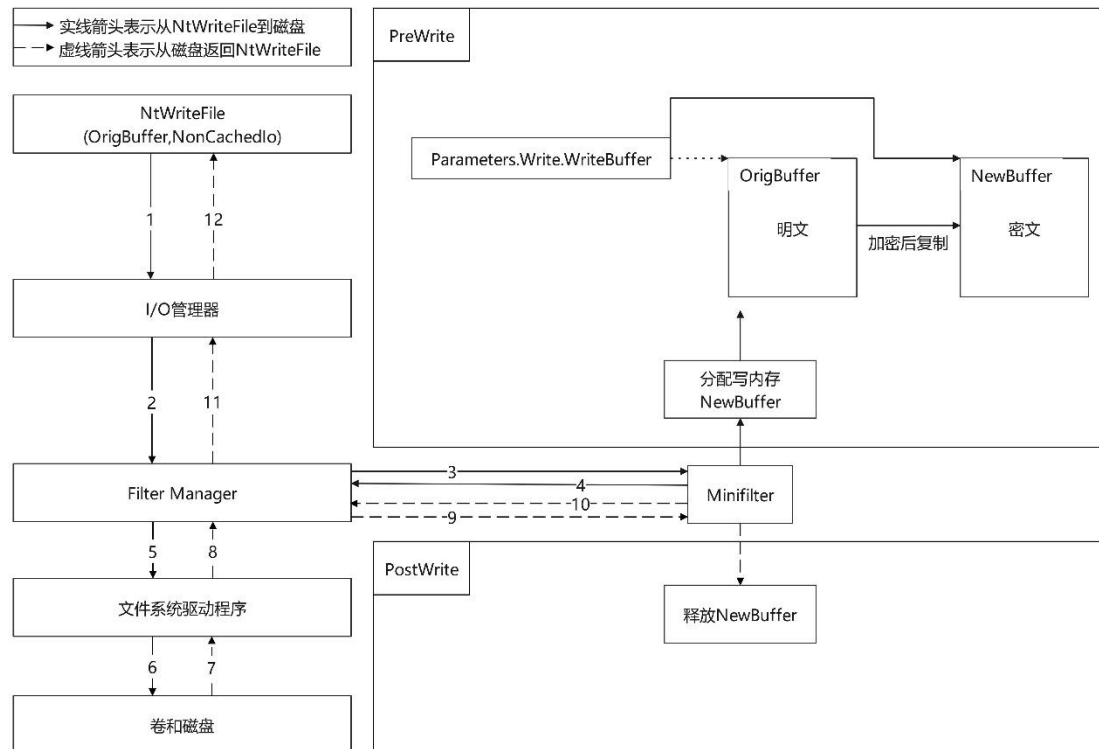 实线箭头表示从NtWriteFile到磁盘
虚线箭头表示从磁盘返回NtWriteFile
NtWriteFile
(OrigBuffer,NonCachedIo)
1
12
I/O管理器
2
11
Filter Manager
3
4
10
9
5
8
文件系统驱动程序
6
7
卷和磁盘
PreWrite
Parameters.Write.WriteBuffer
OrigBuffer
明文
加密后复制
NewBuffer
密文
分配写内存
NewBuffer
Minifilter
PostWrite
释放NewBuffer